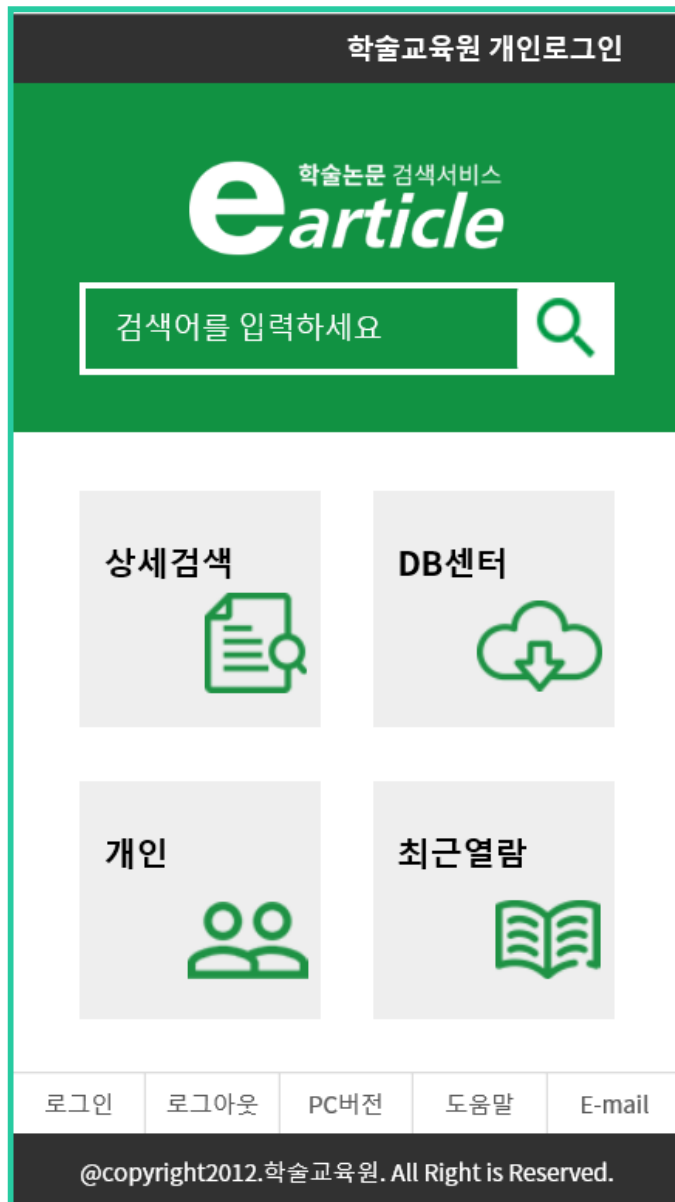 학술교육원 개인로그인
학술논문 검색서비스
earticle
검색어를 입력하세요
상세검색
DB센터
개인
최근열람
로그인 로그아웃 PC버전 도움말 E-mail
@copyright2012.학술교육원. All Right is Reserved.